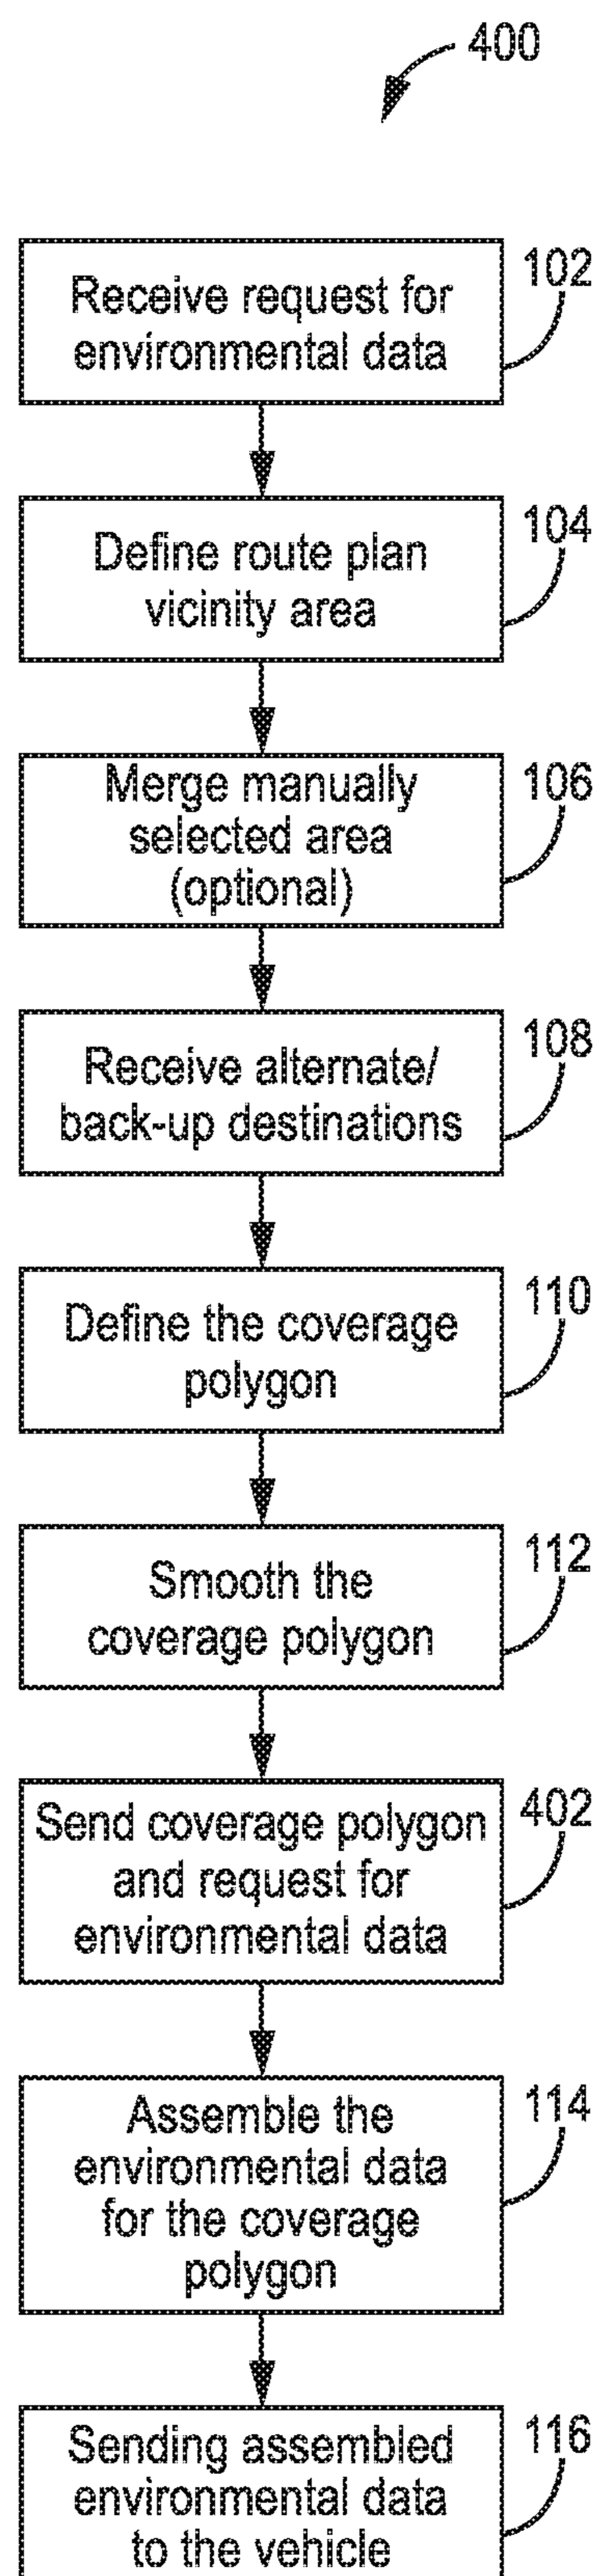 400
Receive request for
environmental data
102
Define route plan
vicinity area
104
Merge manually
selected area
(optional)
106
Receive alternate/
back-up destinations
108
Define the coverage
polygon
110
Smooth the
coverage polygon
112
Send coverage polygon
and request for
environmental data
402
Assemble the
environmental data
for the coverage
polygon
114
Sending assembled
environmental data
to the vehicle
116